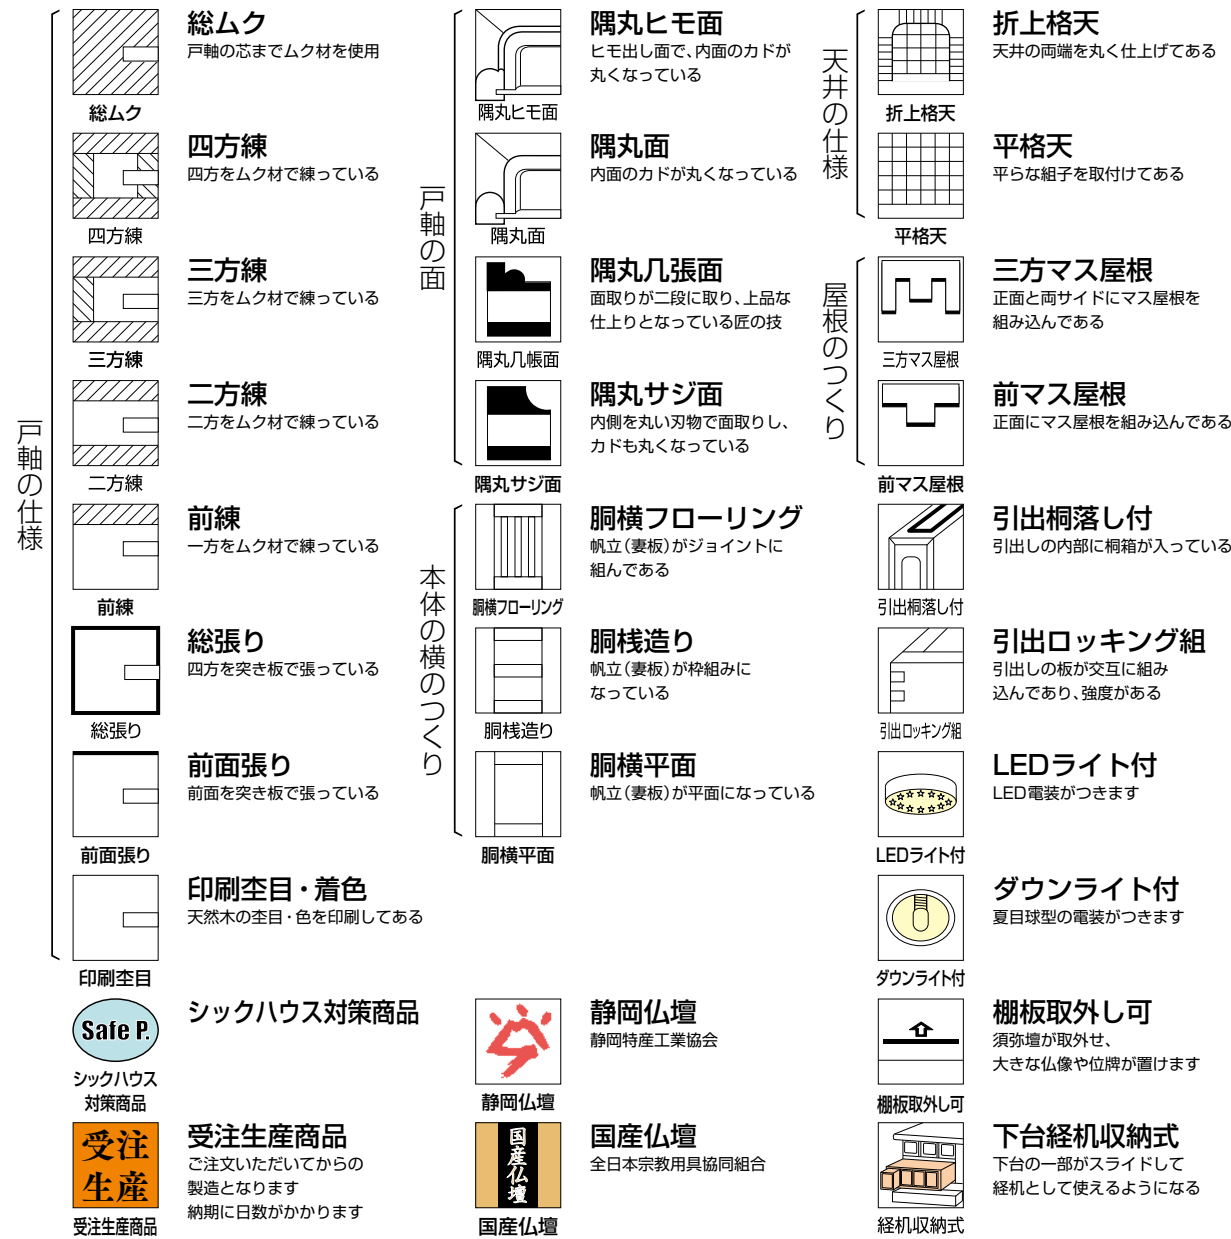 戸軸の仕様
総ムク
戸軸の芯までムク材を使用
総ムク
四方練
四方をムク材で練っている
四方練
三方練
三方をムク材で練っている
三方練
二方練
二方をムク材で練っている
二方練
前練
一方をムク材で練っている
前練
総張り
四方を突き板で張っている
総張り
前面張り
前面を突き板で張っている
前面張り
印刷杢目・着色
天然木の杢目・色を印刷してある
印刷杢目
Safe P.
シックハウス対策商品
シックハウス
対策商品
受注
生産
受注生産商品
ご注文いただいてからの
製造となります
納期に日数がかかります
受注生産商品
戸軸の面
隅丸ヒモ面
ヒモ出し面で、内面のカドが
丸くなっている
隅丸ヒモ面
隅丸面
内面のカドが丸くなっている
隅丸面
隅丸几張面
面取りが二段に取り、上品な
仕上りとなっている匠の技
隅丸几帳面
隅丸サジ面
内側を丸い刃物で面取りし、
カドも丸くなっている
隅丸サジ面
本体の横のつくり
胴横フローリング
帆立(妻板)がジョイントに
組んである
胴横フローリング
胴桟造り
帆立(妻板)が枠組みに
なっている
胴桟造り
胴横平面
帆立(妻板)が平面になっている
胴横平面
静岡仏壇
静岡特産工業協会
静岡仏壇
国産仏壇
国産仏壇
全日本宗教用具協同組合
国産仏壇
天井の仕様
折上格天
天井の両端を丸く仕上げてある
折上格天
平格天
平らな組子を取付けてある
平格天
屋根のつくり
三方マス屋根
正面と両サイドにマス屋根を
組み込んである
三方マス屋根
前マス屋根
正面にマス屋根を組み込んである
前マス屋根
引出桐落し付
引出しの内部に桐箱が入っている
引出桐落し付
引出ロッキング組
引出しの板が交互に組み
込んであり、強度がある
引出ロッキング組
LEDライト付
LED電装がつきます
LEDライト付
ダウンライト付
夏目球型の電装がつきます
ダウンライト付
棚板取外し可
須弥壇が取外せ、
大きな仏像や位牌が置けます
棚板取外し可
下台経机収納式
下台の一部がスライドして
経机として使えるようになる
経机収納式